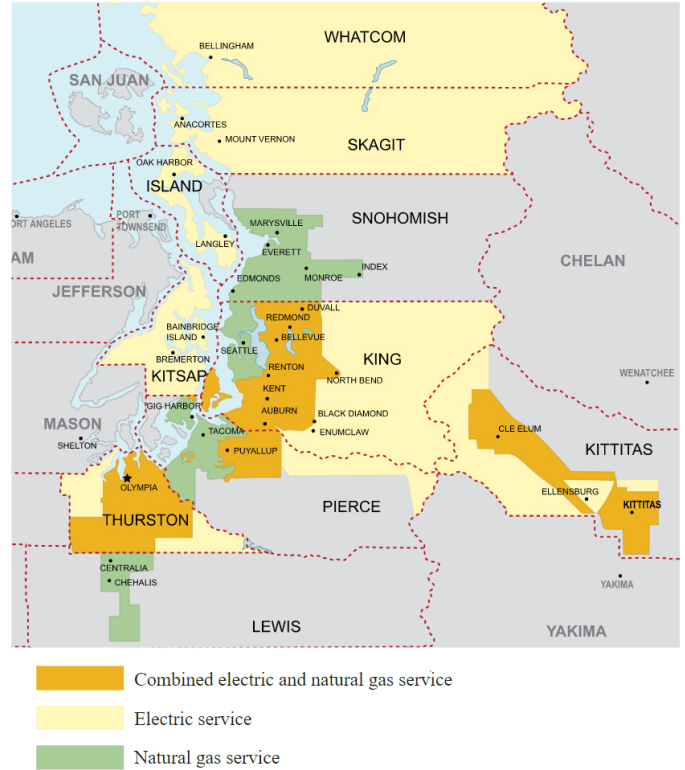 WHATCOM
BELLINGHAM
SAN JUAN
ANACORTES
MOUNT VERNON
SKAGIT
OAK HARBOR
ISLAND
PORT
TOWNSEND
ORT ANGELES
SNOHOMISH
MARYSVILLE
LANGLEY
EVERETT
AM
CHELAN
INDEX
MONROE
EDMONDS
JEFFERSON
DUVALL
REDMOND
BAINBRIDGE
ISLAND
BELLEVUE
SEATTLE
BREMERTON
KING
KITSAP
RENTON
NORTH BEND
WENATCHEE
KENT
GIG HARBOR
AUBURN
BLACK DIAMOND
MASON
TACOMA
ENUMCLAW
CLE ELUM
SHELTON
PUYALLUP
KITTITAS
OLYMPIA
ELLENSBURG
KITTITAS
PIERCE
THURSTON
CENTRALIA
CHEHALIS
YAKIMA
LEWIS
YAKIMA
Combined electric and natural gas service
Electric service
Natural gas service